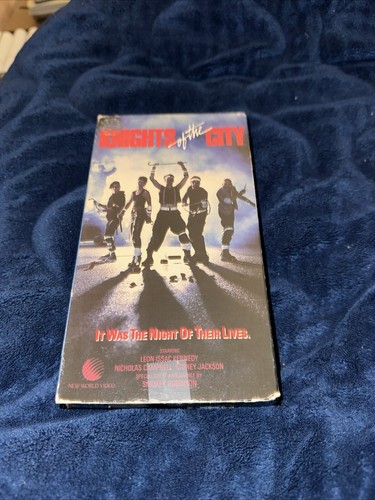 KNIGHTS of the CITY
IT WAS THE NIGHT OF THEIR LIVES.
STARRING
LEON ISAAC KENNEDY
NICHOLAS CAMPBELL JACKSON
NEW WORLD VIDEO